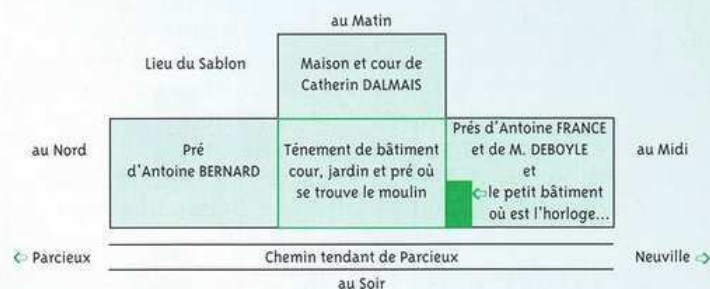 au Matin
Lieu du Sablon
Maison et cour de
Catherin DALMAIS
au Nord
Pré
d'Antoine BERNARD
Ténement de bâtiment
cour, jardin et pré où
se trouve le moulin
Prés d'Antoine FRANCE
et de M. DEBOYLE
et
le petit bâtiment
où est l'horloge...
au Midi
Parcieux
Chemin tendant de Parcieux
Neuville
au Soir